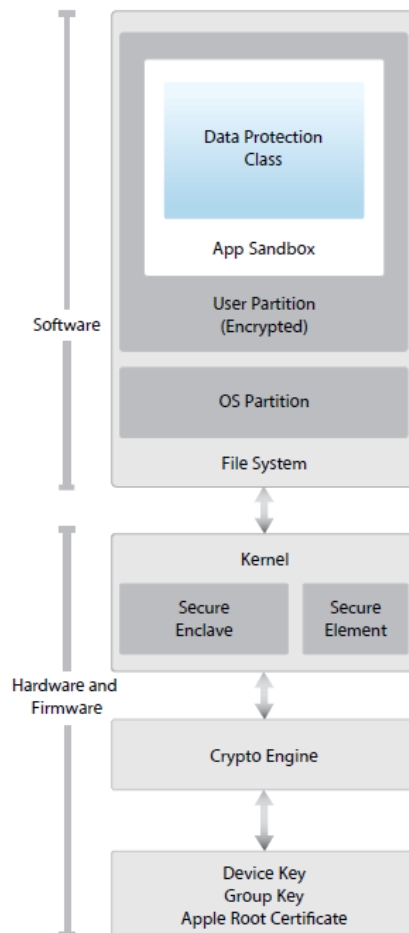 Data Protection
Class
App Sandbox
User Partition
(Encrypted)
Software
OS Partition
File System
Kernel
Secure
Enclave
Secure
Element
Hardware and
Firmware
Crypto Engine
Device Key
Group Key
Apple Root Certificate